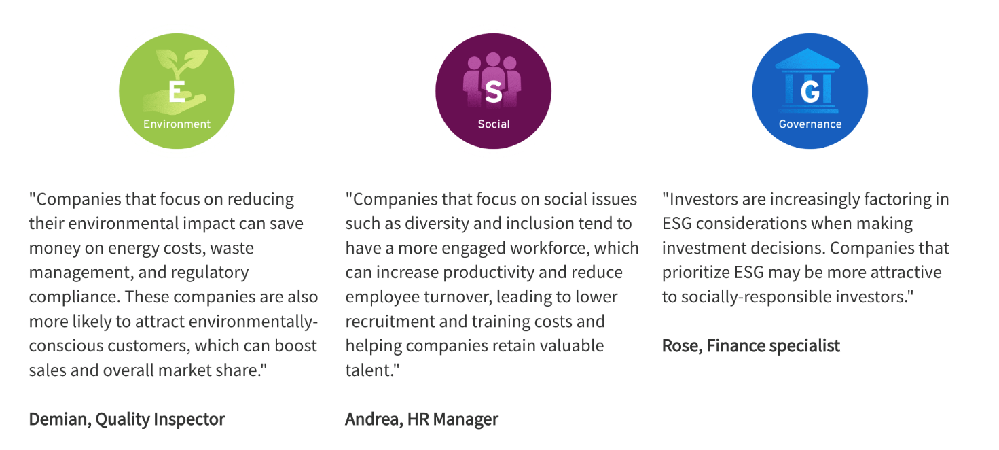 E
Environment
"Companies that focus on reducing
their environmental impact can save
money on energy costs, waste
management, and regulatory
compliance. These companies are also
more likely to attract environmentally-
conscious customers, which can boost
sales and overall market share."
Demian, Quality Inspector
S
Social
"Companies that focus on social issues
such as diversity and inclusion tend to
have a more engaged workforce, which
can increase productivity and reduce
employee turnover, leading to lower
recruitment and training costs and
helping companies retain valuable
talent."
Andrea, HR Manager
G
Governance
"Investors are increasingly factoring in
ESG considerations when making
investment decisions. Companies that
prioritize ESG may be more attractive
to socially-responsible investors."
Rose, Finance specialist